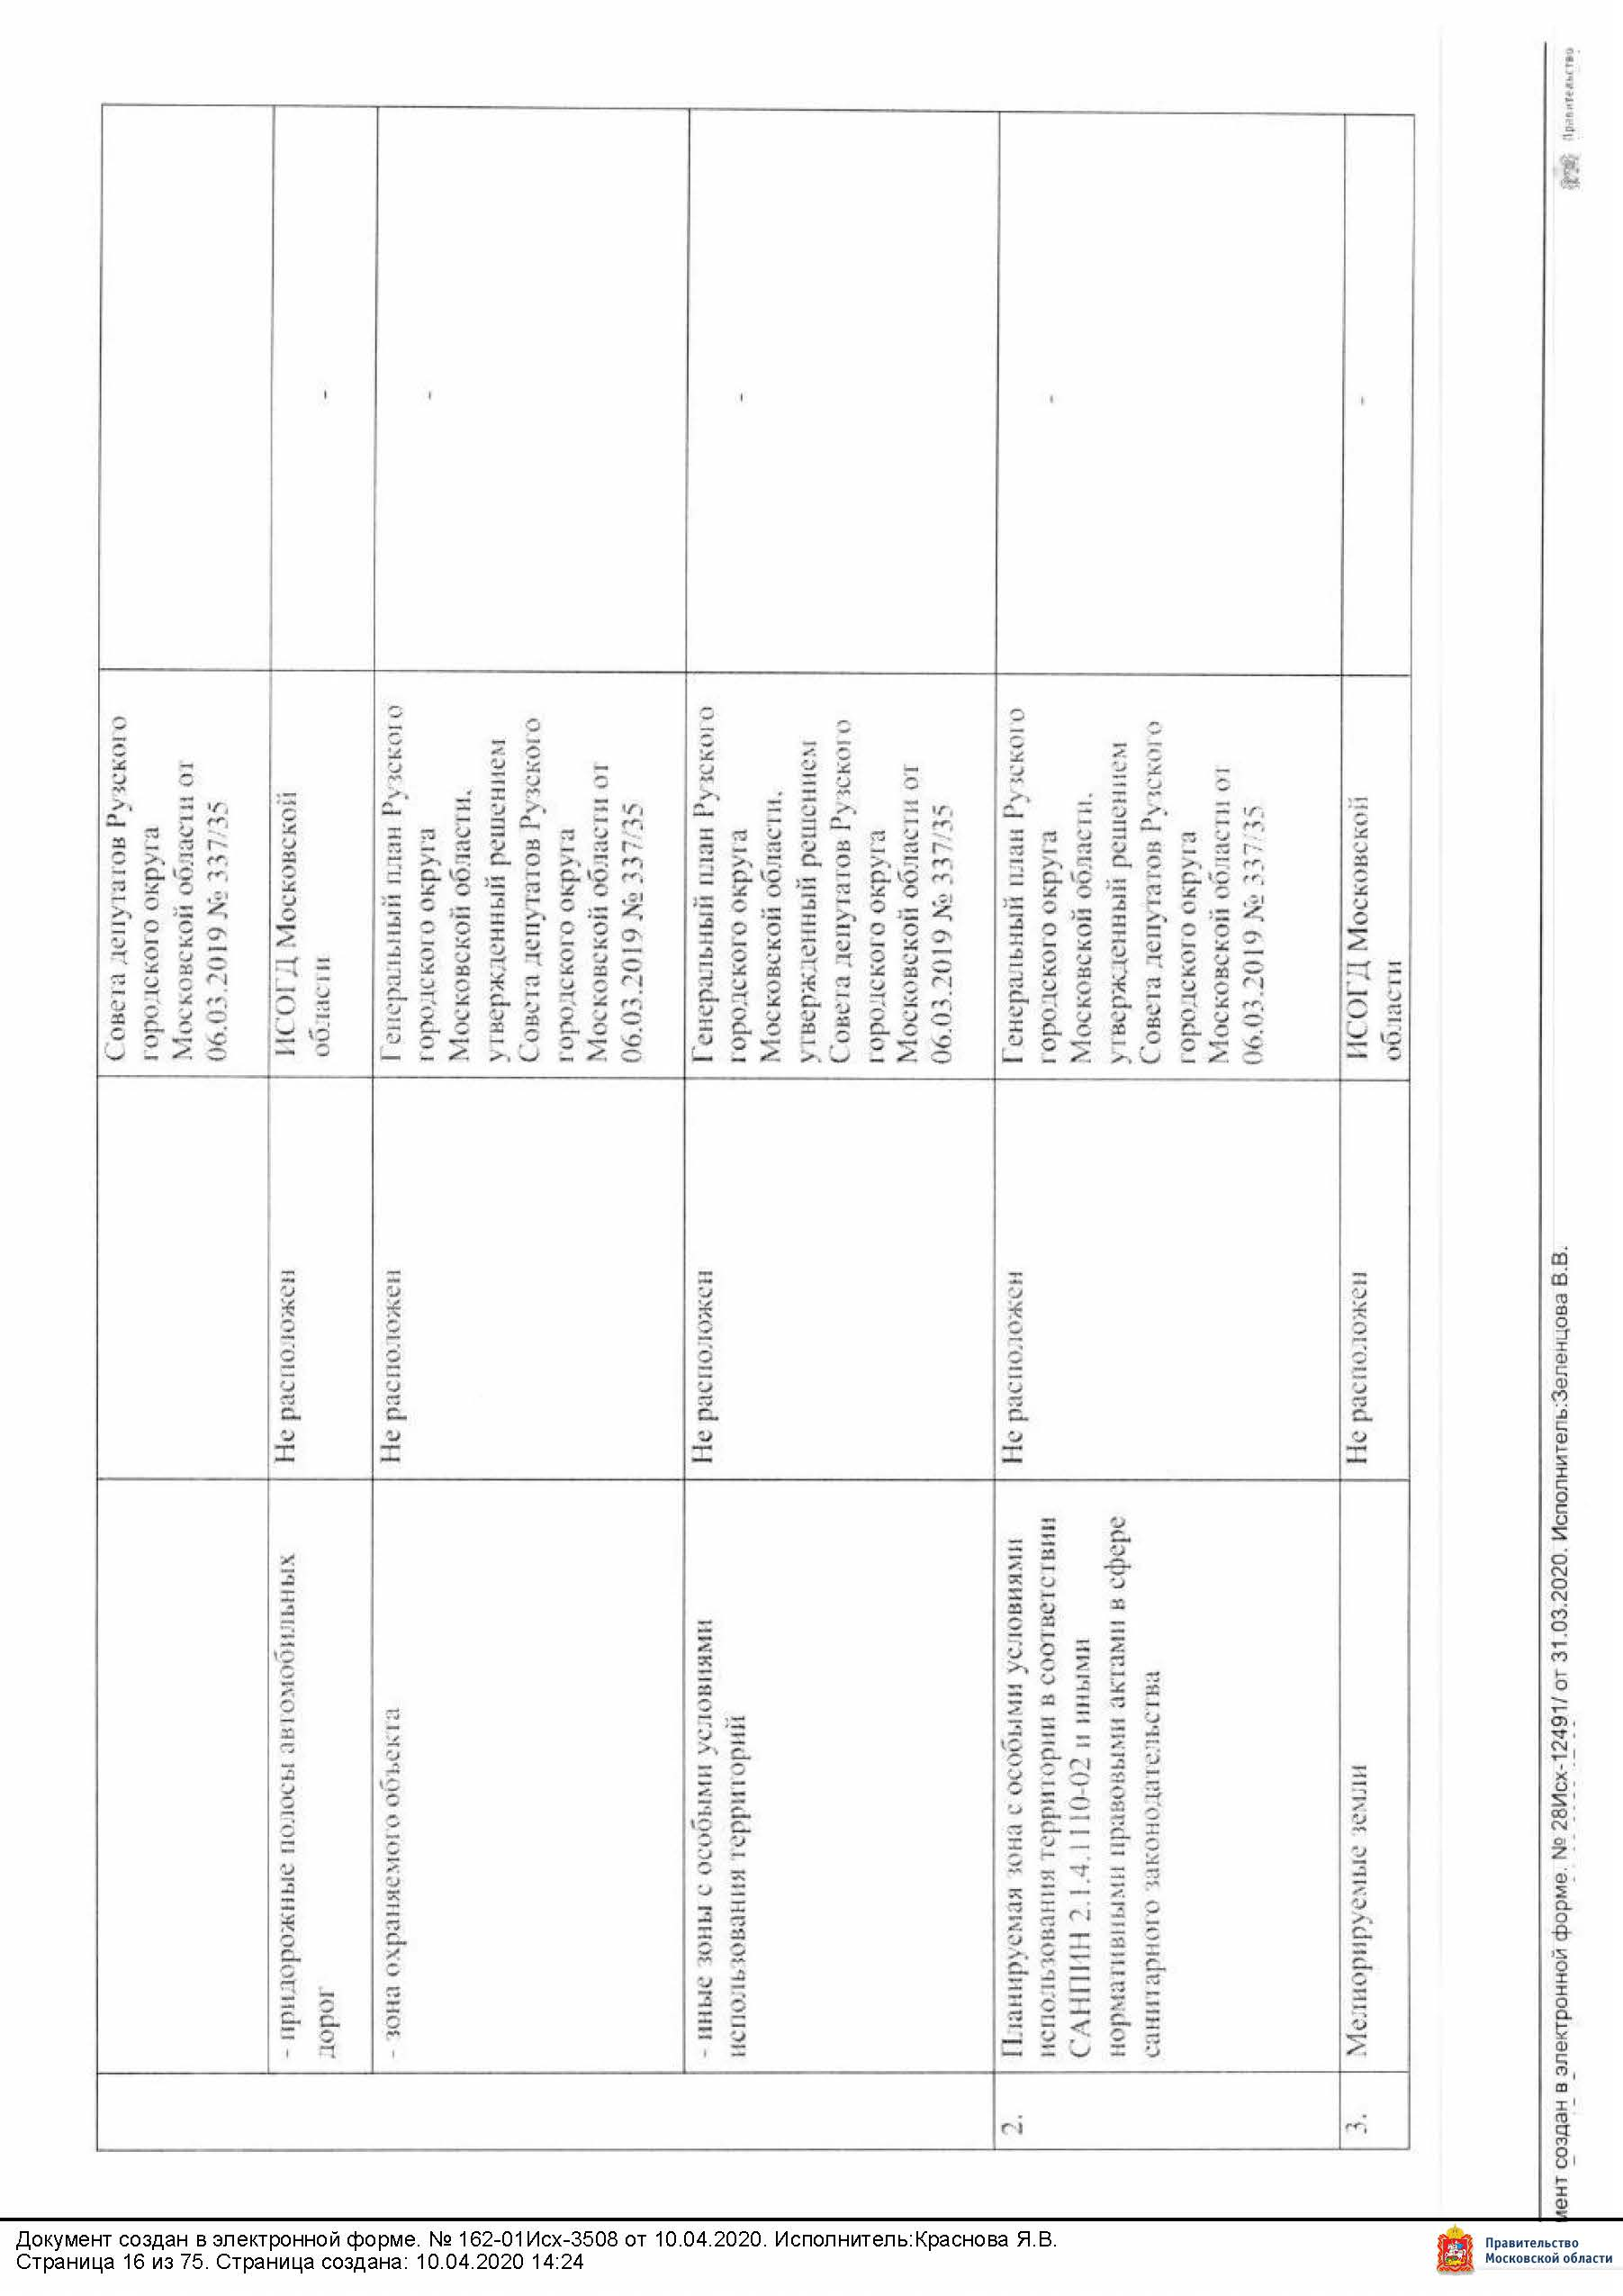 Совета депутатов Рузского
городского округа
Московской области от
06.03.2019 № 337/35
- придорожные полосы автомобильных
дорог
Не расположен
ИСОГД Московской
области
-
- зона охраняемого объекта
Не расположен
Генеральный план Рузского
городского округа
Московской области,
утвержденный решением
Совета депутатов Рузского
городского округа
Московской области от
06.03.2019 № 337/35
-
- иные зоны с особыми условиями
использования территорий
Не расположен
Генеральный план Рузского
городского округа
Московской области,
утвержденный решением
Совета депутатов Рузского
городского округа
Московской области от
06.03.2019 № 337/35
-
2.
Планируемая зона с особыми условиями
использования территории в соответствии
САНПИН 2.1.4.1110-02 и иными
нормативными правовыми актами в сфере
санитарного законодательства
Не расположен
Генеральный план Рузского
городского округа
Московской области,
утвержденный решением
Совета депутатов Рузского
городского округа
Московской области от
06.03.2019 № 337/35
-
3.
Мелиорируемые земли
Не расположен
ИСОГД Московской
области
-
мент создан в электронной форме. № 28Исх-12491/ от 31.03.2020. Исполнитель:Зеленцова В.В.
Правительство
Документ создан в электронной форме. № 162-01Исх-3508 от 10.04.2020. Исполнитель:Краснова Я.В.
Страница 16 из 75. Страница создана: 10.04.2020 14:24
Правительство
Московской области